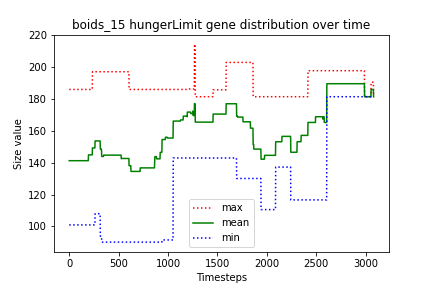 boids_15 hungerLimit gene distribution over time
220
200
180
160
140
120
100
Size value
max
mean
min
0 500 1000 1500 2000 2500 3000
Timesteps